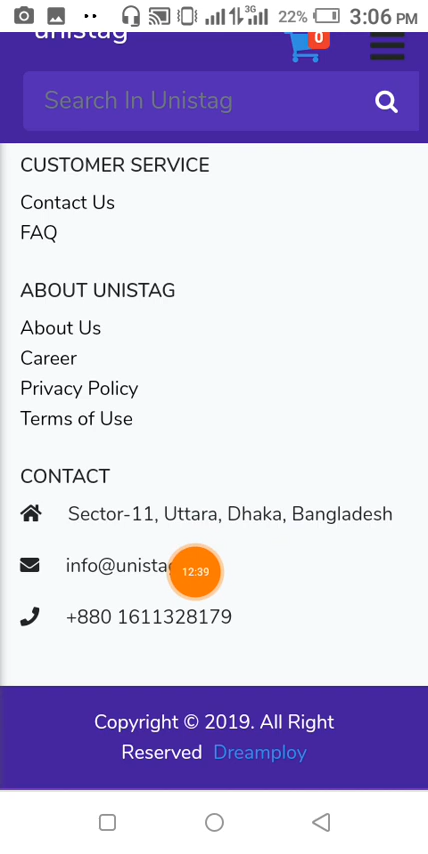 3G 22% 3:06 PM
unistag
0
Search In Unistag
CUSTOMER SERVICE
Contact Us
FAQ
ABOUT UNISTAG
About Us
Career
Privacy Policy
Terms of Use
CONTACT
Sector-11, Uttara, Dhaka, Bangladesh
info@unistag
12:39
+880 1611328179
Copyright © 2019. All Right
Reserved Dreamploy